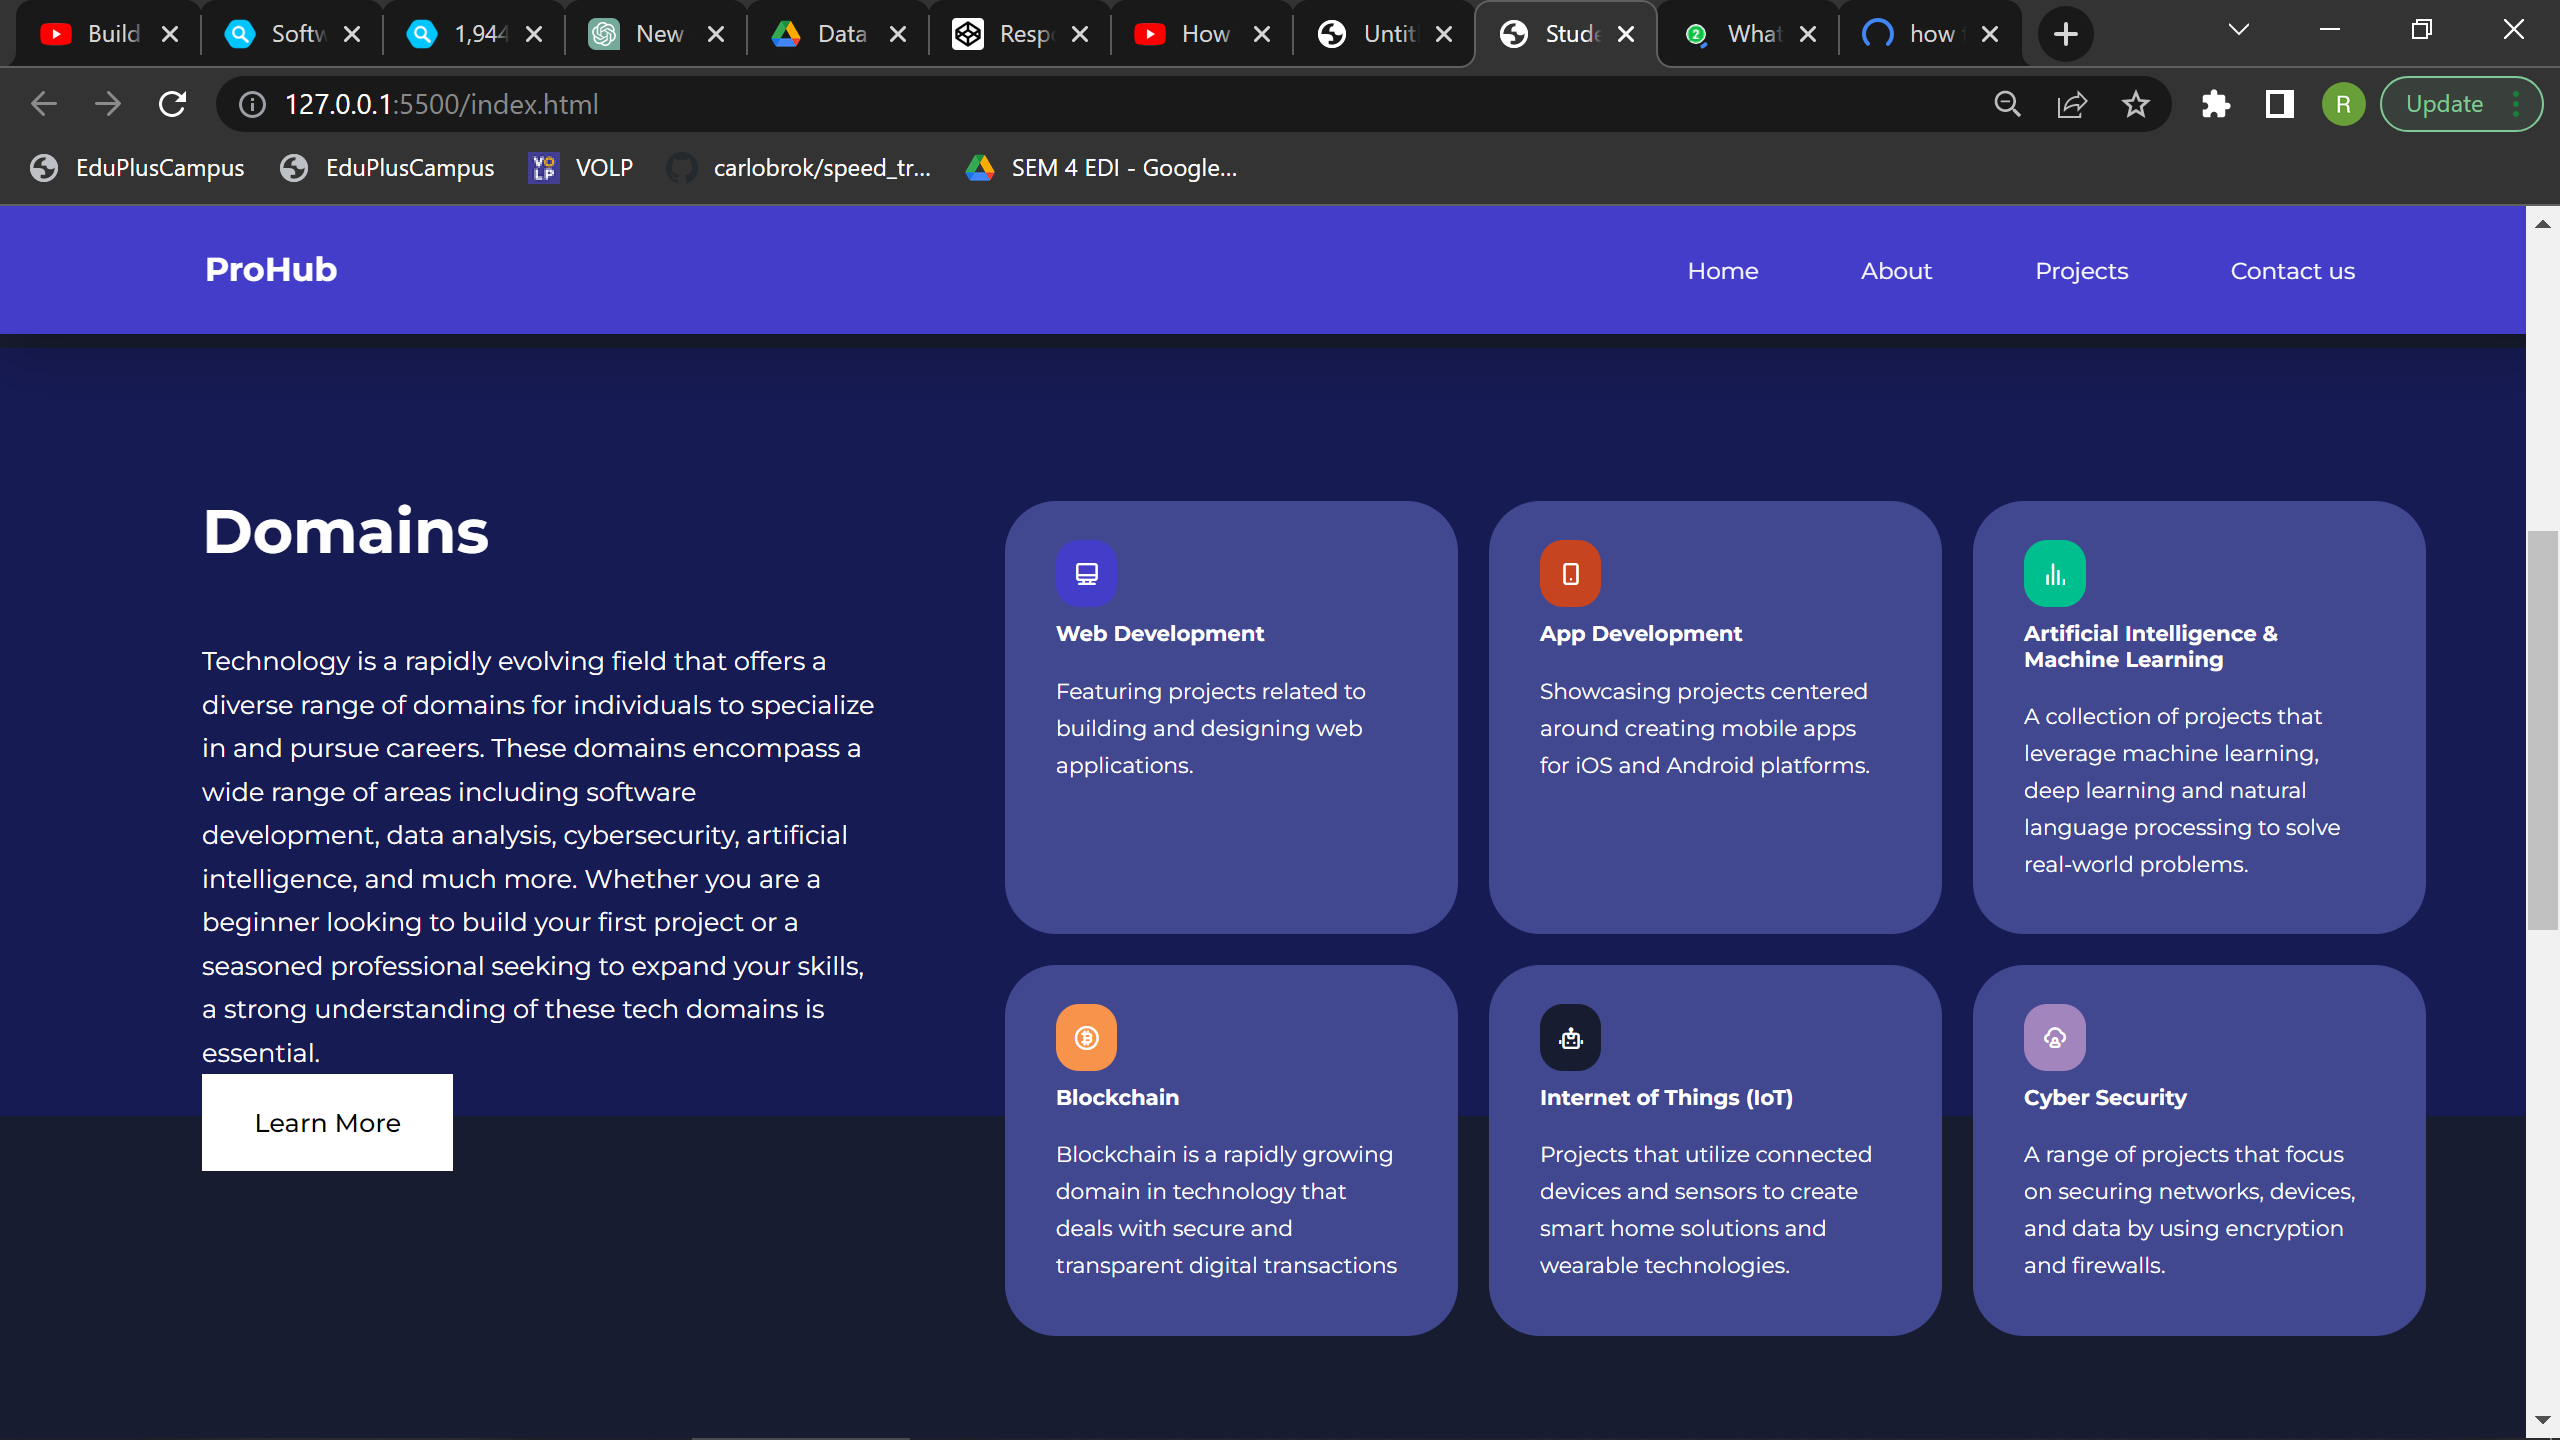 Build
Softw
1,944
New
Data
Resp
How
Untit
Stude
What
how
127.0.0.1:5500/index.html
R
Update
EduPlusCampus
EduPlusCampus
VOLP
carlobrok/speed_tr...
SEM 4 EDI - Google...
ProHub
Home
About
Projects
Contact us
Domains
Technology is a rapidly evolving field that offers a
diverse range of domains for individuals to specialize
in and pursue careers. These domains encompass a
wide range of areas including software
development, data analysis, cybersecurity, artificial
intelligence, and much more. Whether you are a
beginner looking to build your first project or a
seasoned professional seeking to expand your skills,
a strong understanding of these tech domains is
essential.
Learn More
Web Development
Featuring projects related to
building and designing web
applications.
App Development
Showcasing projects centered
around creating mobile apps
for iOS and Android platforms.
Artificial Intelligence &
Machine Learning
A collection of projects that
leverage machine learning,
deep learning and natural
language processing to solve
real-world problems.
Blockchain
Blockchain is a rapidly growing
domain in technology that
deals with secure and
transparent digital transactions
Internet of Things (IoT)
Projects that utilize connected
devices and sensors to create
smart home solutions and
wearable technologies.
Cyber Security
A range of projects that focus
on securing networks, devices,
and data by using encryption
and firewalls.